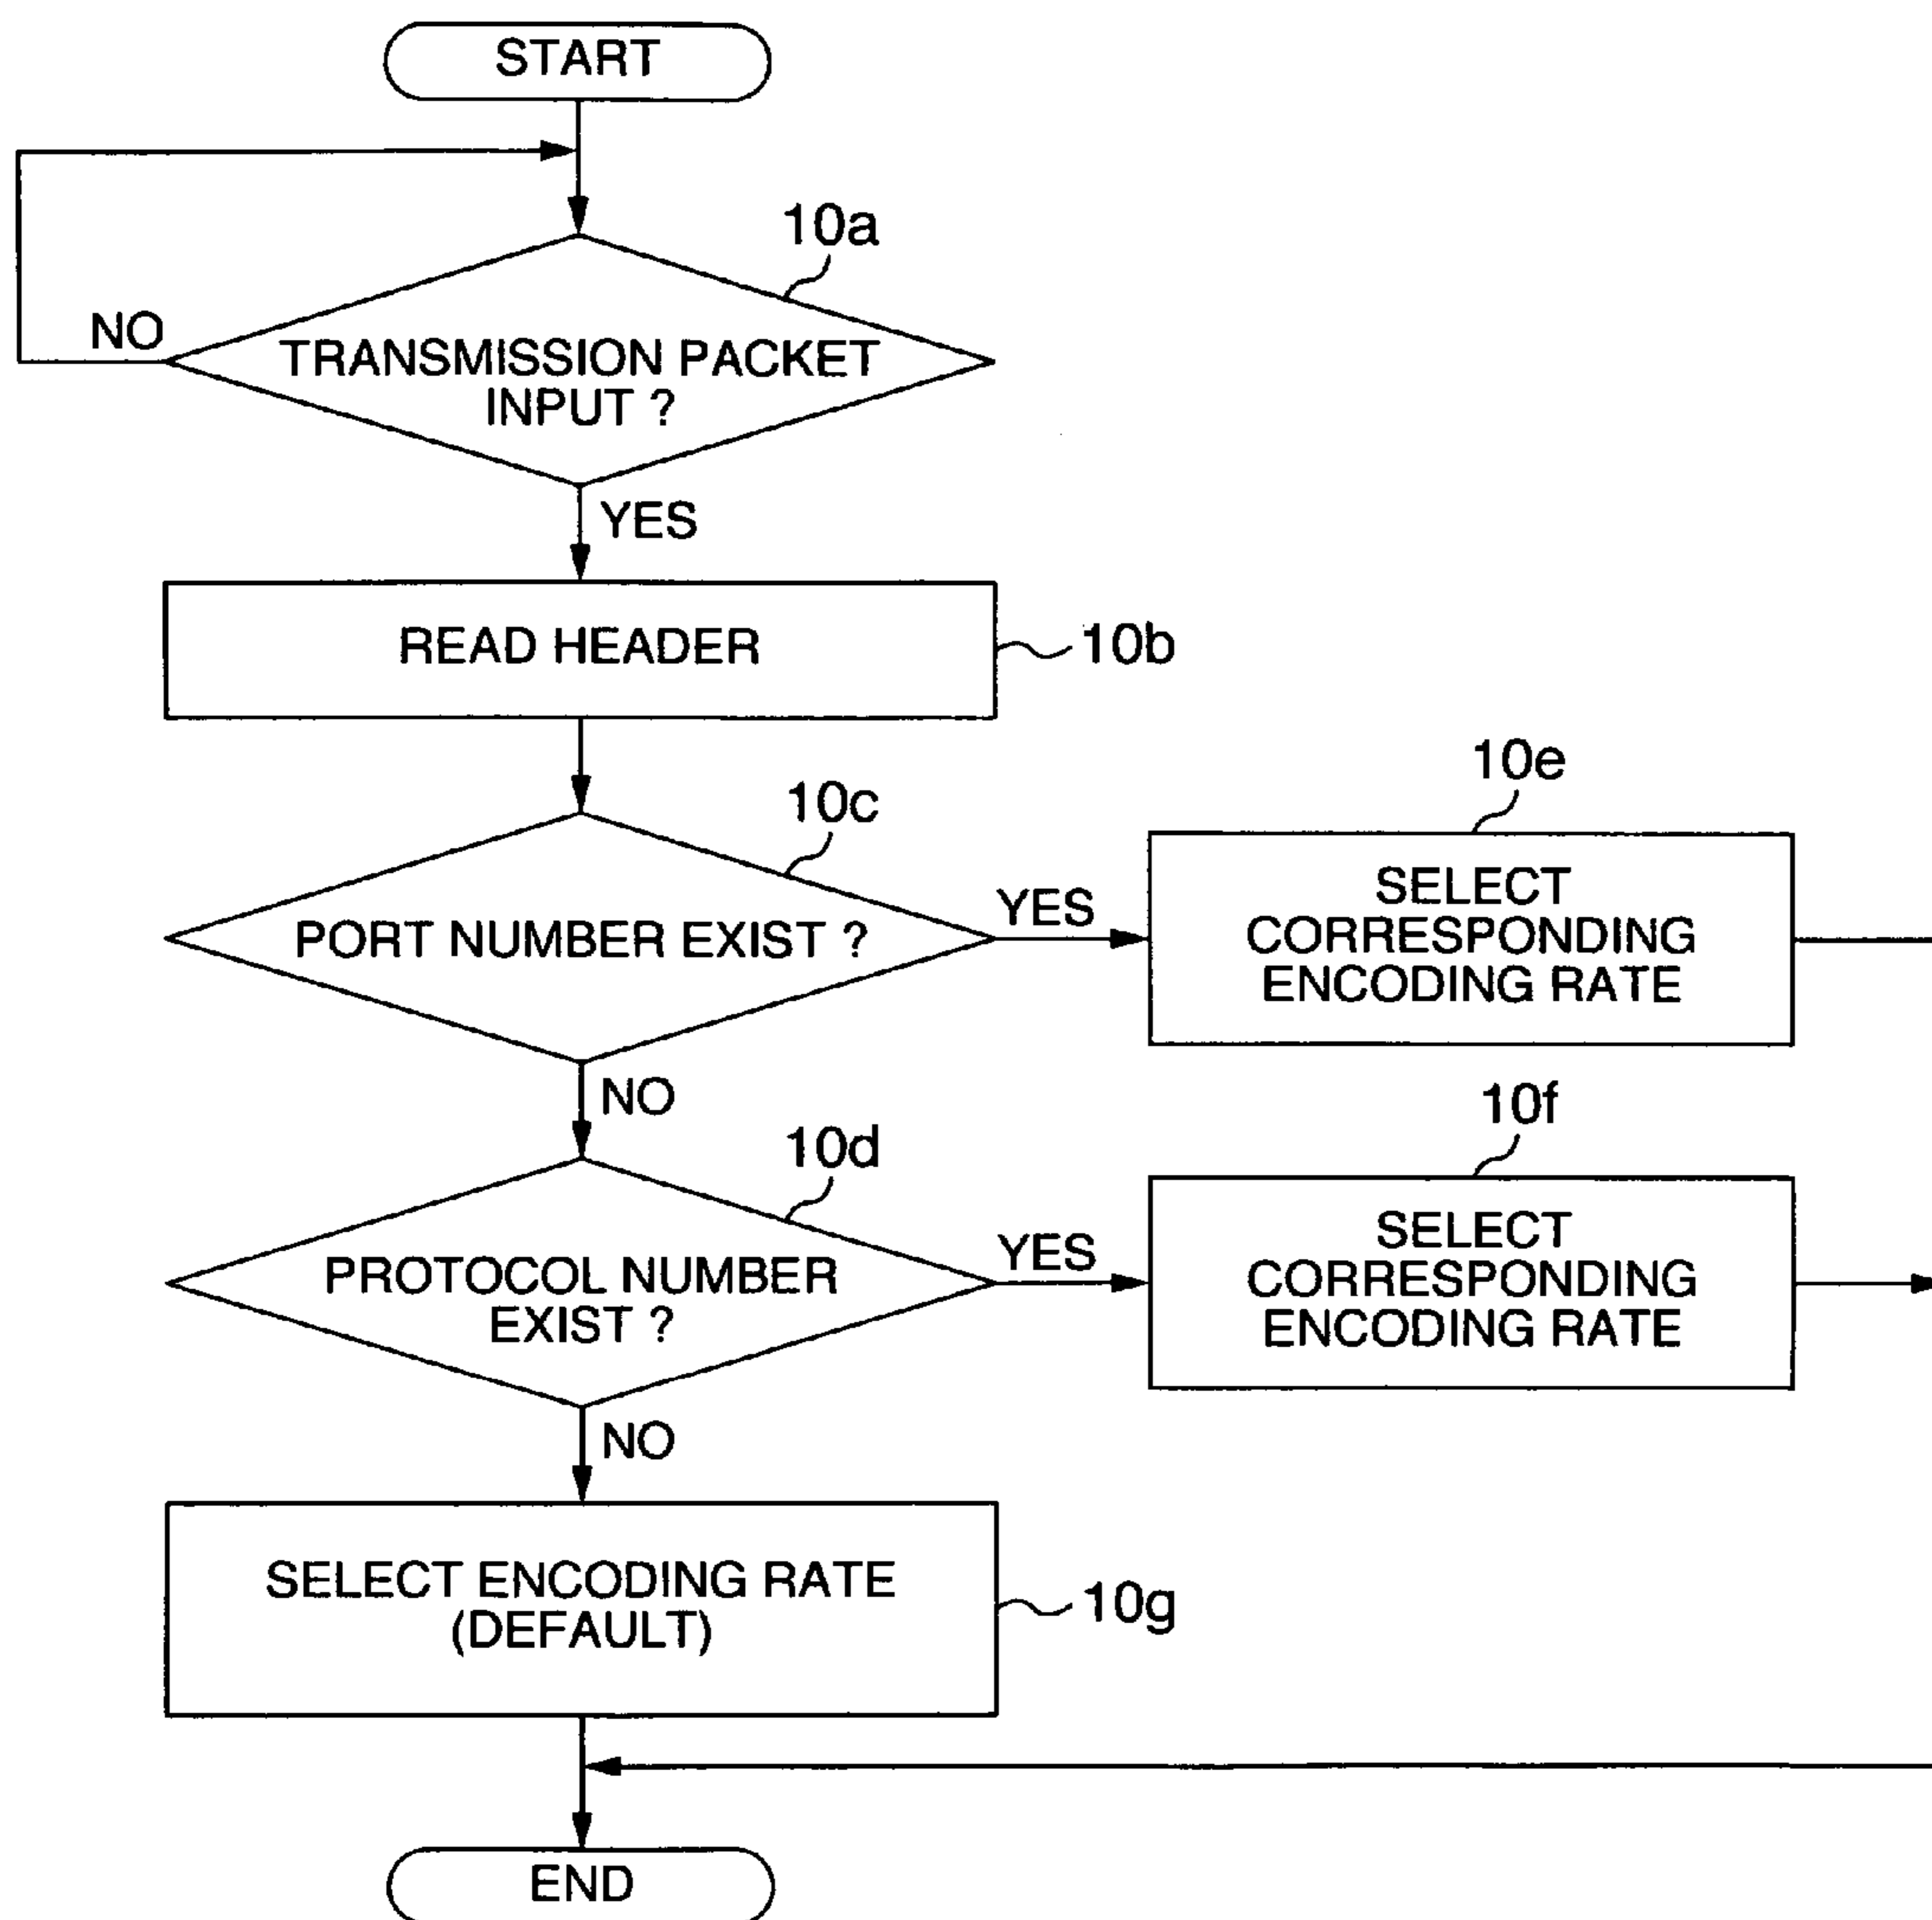 START
10a
NO
TRANSMISSION PACKET
INPUT ?
YES
READ HEADER
10b
10c
PORT NUMBER EXIST ?
YES
10e
SELECT
CORRESPONDING
ENCODING RATE
NO
10d
PROTOCOL NUMBER
EXIST ?
YES
10f
SELECT
CORRESPONDING
ENCODING RATE
NO
SELECT ENCODING RATE
(DEFAULT)
10g
END